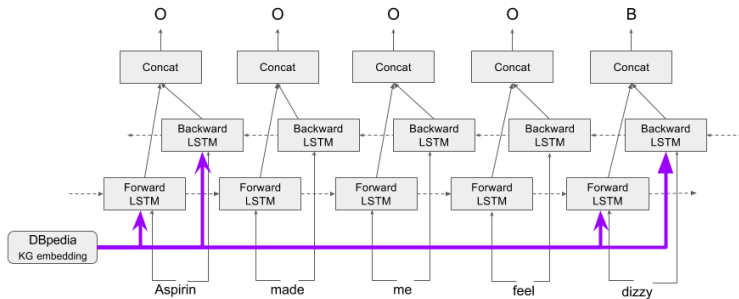 O O O O B
Concat Concat Concat Concat Concat
Backward Backward Backward Backward Backward
LSTM LSTM LSTM LSTM LSTM
Forward Forward Forward Forward Forward
LSTM LSTM LSTM LSTM LSTM
DBpedia
KG embedding
Aspirin made me feel dizzy